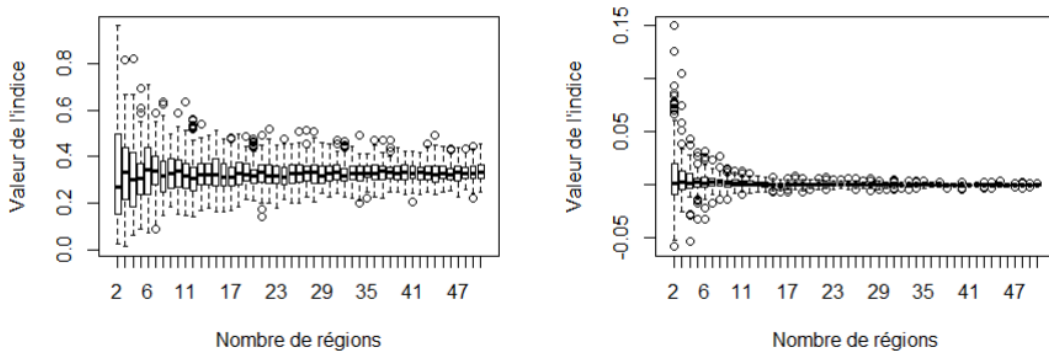 Valeur de l'indice
0.0 0.2 0.4 0.6 0.8
2 6 11 17 23 29 35 41 47
Nombre de régions
Valeur de l'indice
-0.05 0.05 0.15
2 6 11 17 23 29 35 41 47
Nombre de régions